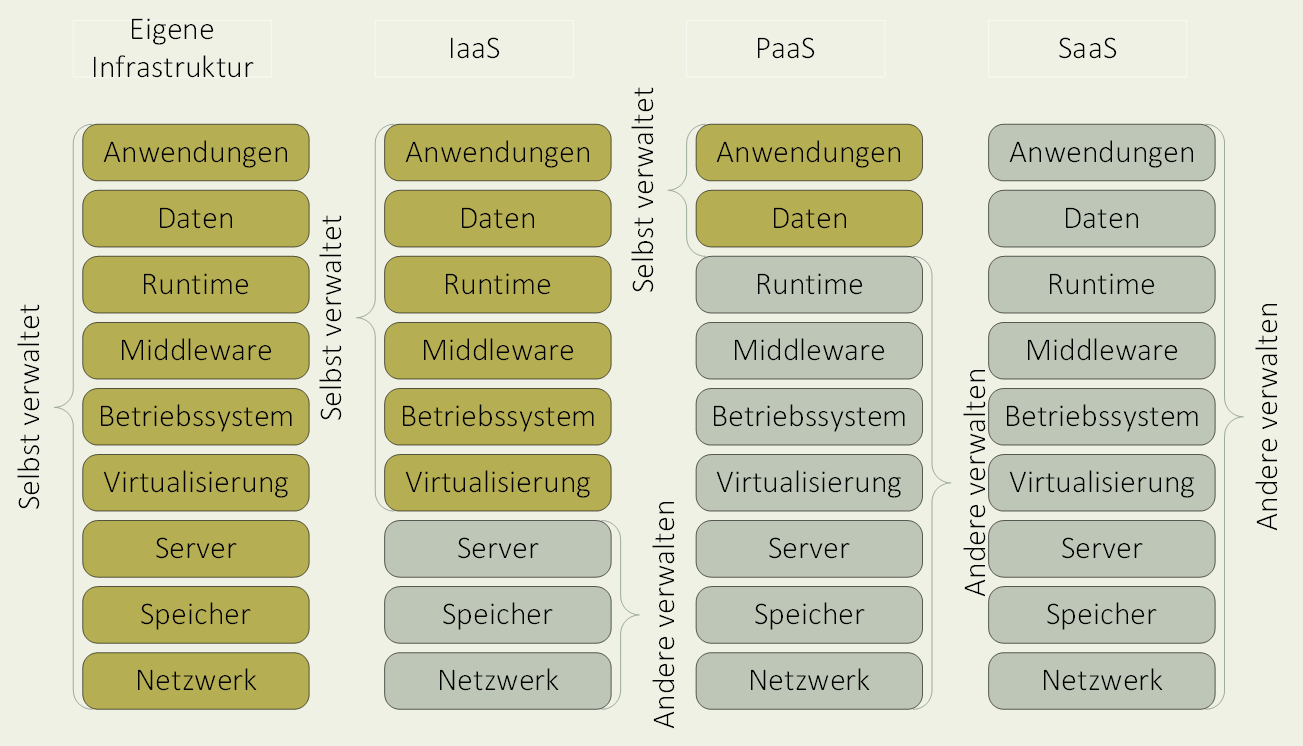 Eigene
Infrastruktur
Selbst verwaltet
Anwendungen
Daten
Runtime
Middleware
Betriebssystem
Virtualisierung
Server
Speicher
Netzwerk
IaaS
Selbst verwaltet
Anwendungen
Daten
Runtime
Middleware
Betriebssystem
Virtualisierung
Server
Speicher
Netzwerk
Andere verwalten
PaaS
Selbst verwaltet
Anwendungen
Daten
Runtime
Middleware
Betriebssystem
Virtualisierung
Server
Speicher
Netzwerk
Andere verwalten
SaaS
Anwendungen
Daten
Runtime
Middleware
Betriebssystem
Virtualisierung
Server
Speicher
Netzwerk
Andere verwalten